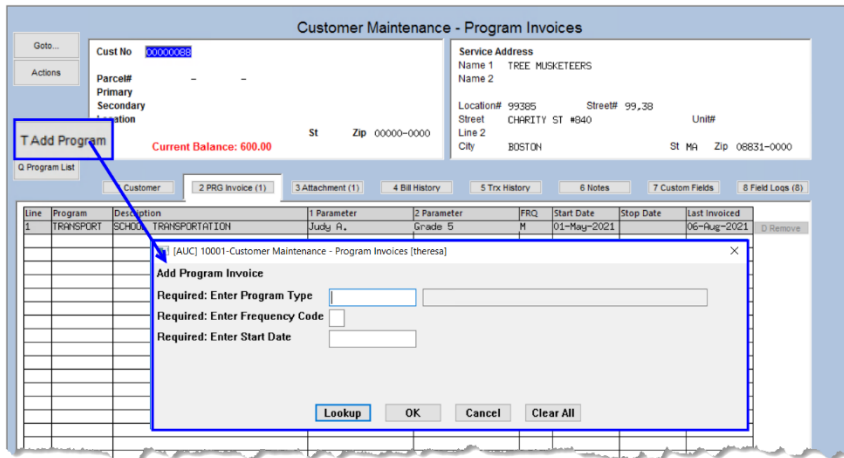 Customer Maintenance - Program Invoices
Goto...
Actions
T Add Program
Q Program List
Cust No 00000088
Parcel# - -
Primary
Secondary
Location
St Zip 00000-0000
Current Balance: 600.00
Service Address
Name 1 TREE MUSKETEERS
Name 2
Location# 99385 Street# 99,38
Street CHARITY ST #840 Unit#
Line 2
City BOSTON St MA Zip 08831-0000
Customer 2 PRG Invoice (1) 3 Attachment (1) 4 Bill History 5 Trx History 6 Notes 7 Custom Fields 8 Field Logs (8)
Line Program Description 1 Parameter 2 Parameter FRQ Start Date Stop Date Last Invoiced
1 TRANSPORT SCHOOL TRANSPORTATION Judy A. Grade 5 M 01-May-2021 06-Aug-2021 D Remove
[AUC] 10001-Customer Maintenance - Program Invoices [theresa]
Add Program Invoice
Required: Enter Program Type
Required: Enter Frequency Code
Required: Enter Start Date
Lookup OK Cancel Clear All